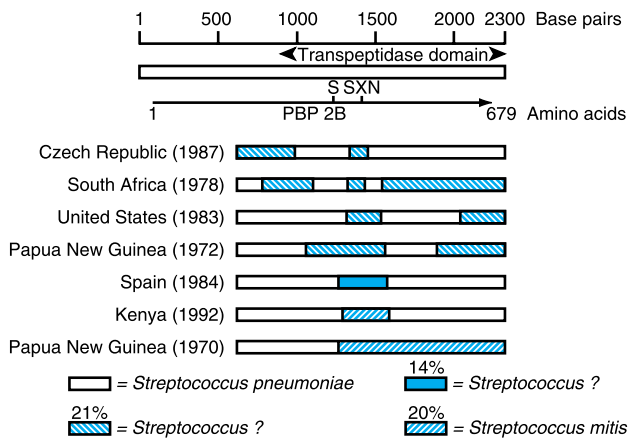 1 500 1000 1500 2000 2300 Base pairs
Transpeptidase domain
S SXN
1 PBP 2B 679 Amino acids
Czech Republic (1987)
South Africa (1978)
United States (1983)
Papua New Guinea (1972)
Spain (1984)
Kenya (1992)
Papua New Guinea (1970)
= Streptococcus pneumoniae
14%
= Streptococcus ?
21%
= Streptococcus ?
20%
= Streptococcus mitis